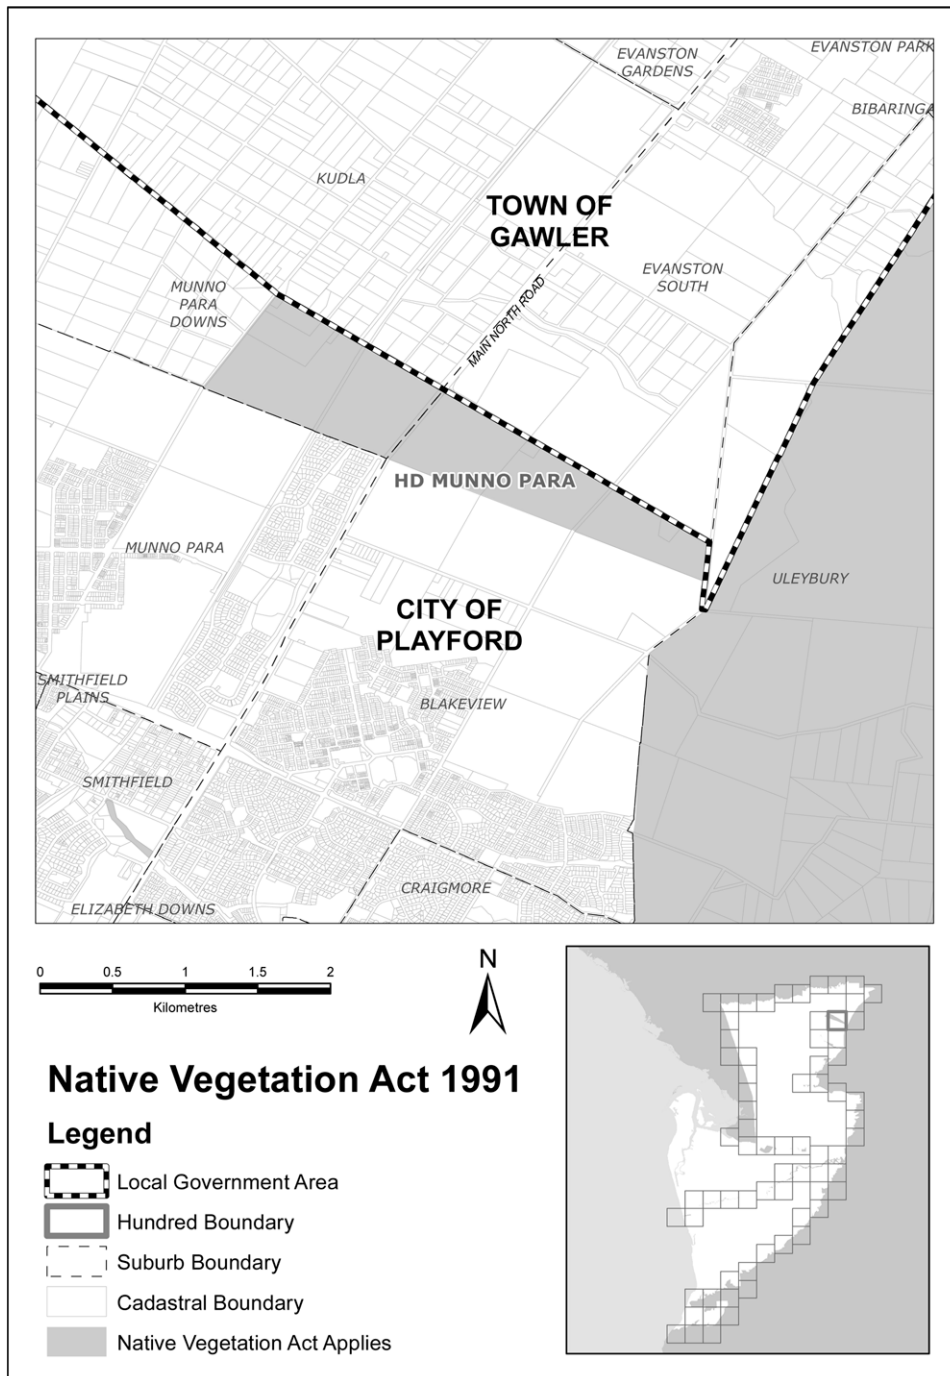 EVANSTON
GARDENS
EVANSTON PARK
BIBARINGA
KUDLA
TOWN OF
GAWLER
EVANSTON
SOUTH
MUNNO
PARA
DOWNS
MAIN NORTH ROAD
HD MUNNO PARA
MUNNO PARA
ULEYBURY
CITY OF
PLAYFORD
SMITHFIELD
PLAINS
BLAKEVIEW
SMITHFIELD
CRAIGMORE
ELIZABETH DOWNS
0 0.5 1 1.5 2
Kilometres
N
Native Vegetation Act 1991
Legend
Local Government Area
Hundred Boundary
Suburb Boundary
Cadastral Boundary
Native Vegetation Act Applies